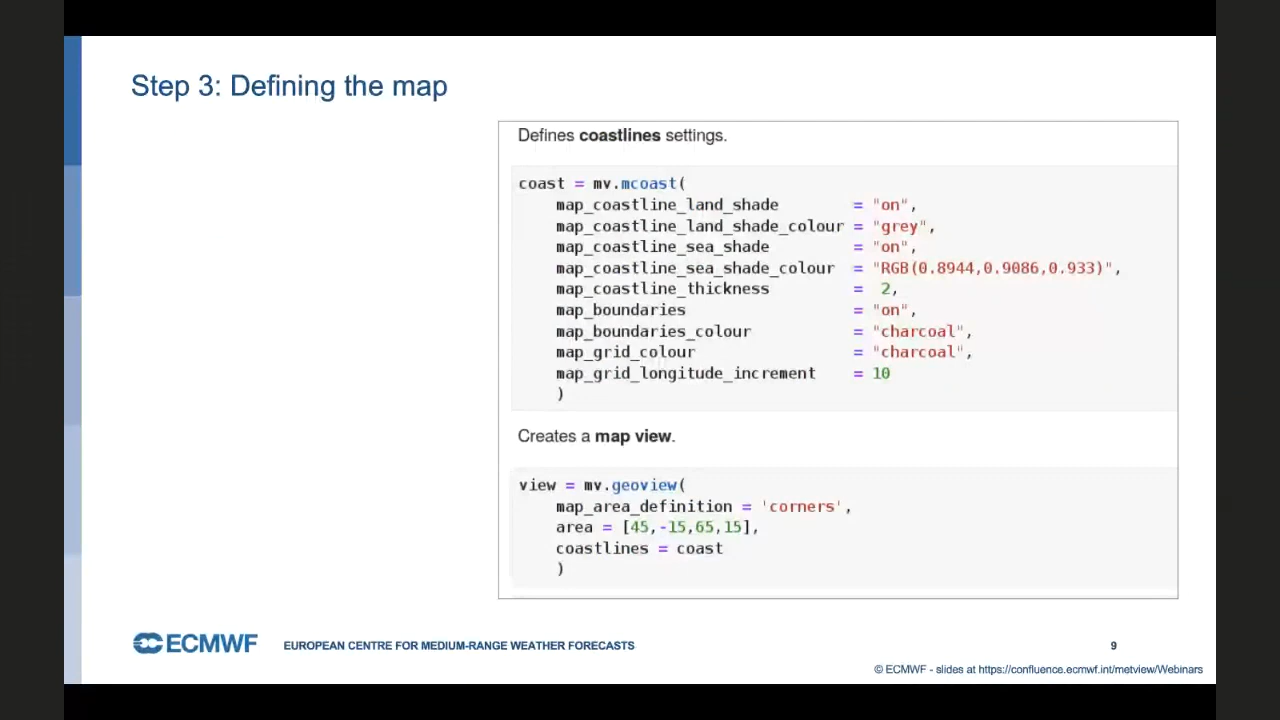 Step 3: Defining the map
Defines coastlines settings.
coast = mv.mcoast(
map_coastline_land_shade = "on",
map_coastline_land_shade_colour = "grey",
map_coastline_sea_shade = "on",
map_coastline_sea_shade_colour = "RGB(0.8944,0.9086,0.933)",
map_coastline_thickness = 2,
map_boundaries = "on",
map_boundaries_colour = "charcoal",
map_grid_colour = "charcoal",
map_grid_longitude_increment = 10
)
Creates a map view.
view = mv.geoview(
map_area_definition = 'corners',
area = [45,-15,65,15],
coastlines = coast
)
ECMWF EUROPEAN CENTRE FOR MEDIUM-RANGE WEATHER FORECASTS 9
© ECMWF - slides at https://confluence.ecmwf.int/metview/Webinars